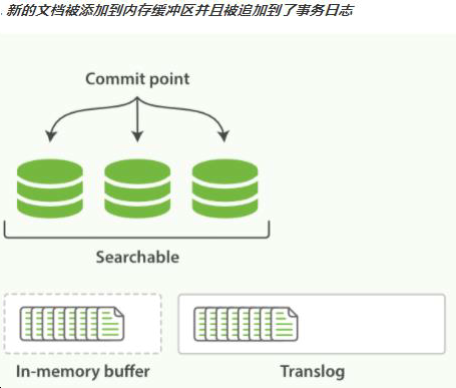 . 新的文档被添加到内存缓冲区并且被追加到了事务日志
Commit point
Searchable
In-memory buffer
Translog